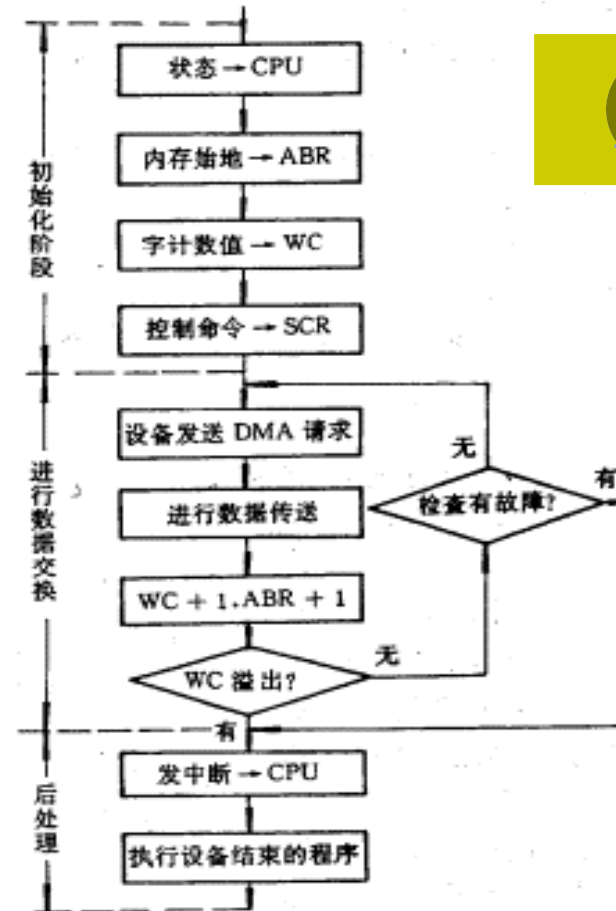 状态→CPU
内存始地→ABR
字计数值→WC
控制命令→SCR
初始化阶段
设备发送 DMA 请求
进行数据传送
WC + 1.ABR + 1
WC 溢出?
无
检查有故障?
无
有
进行数据交换
有
发中断→CPU
执行设备结束的程序
后处理